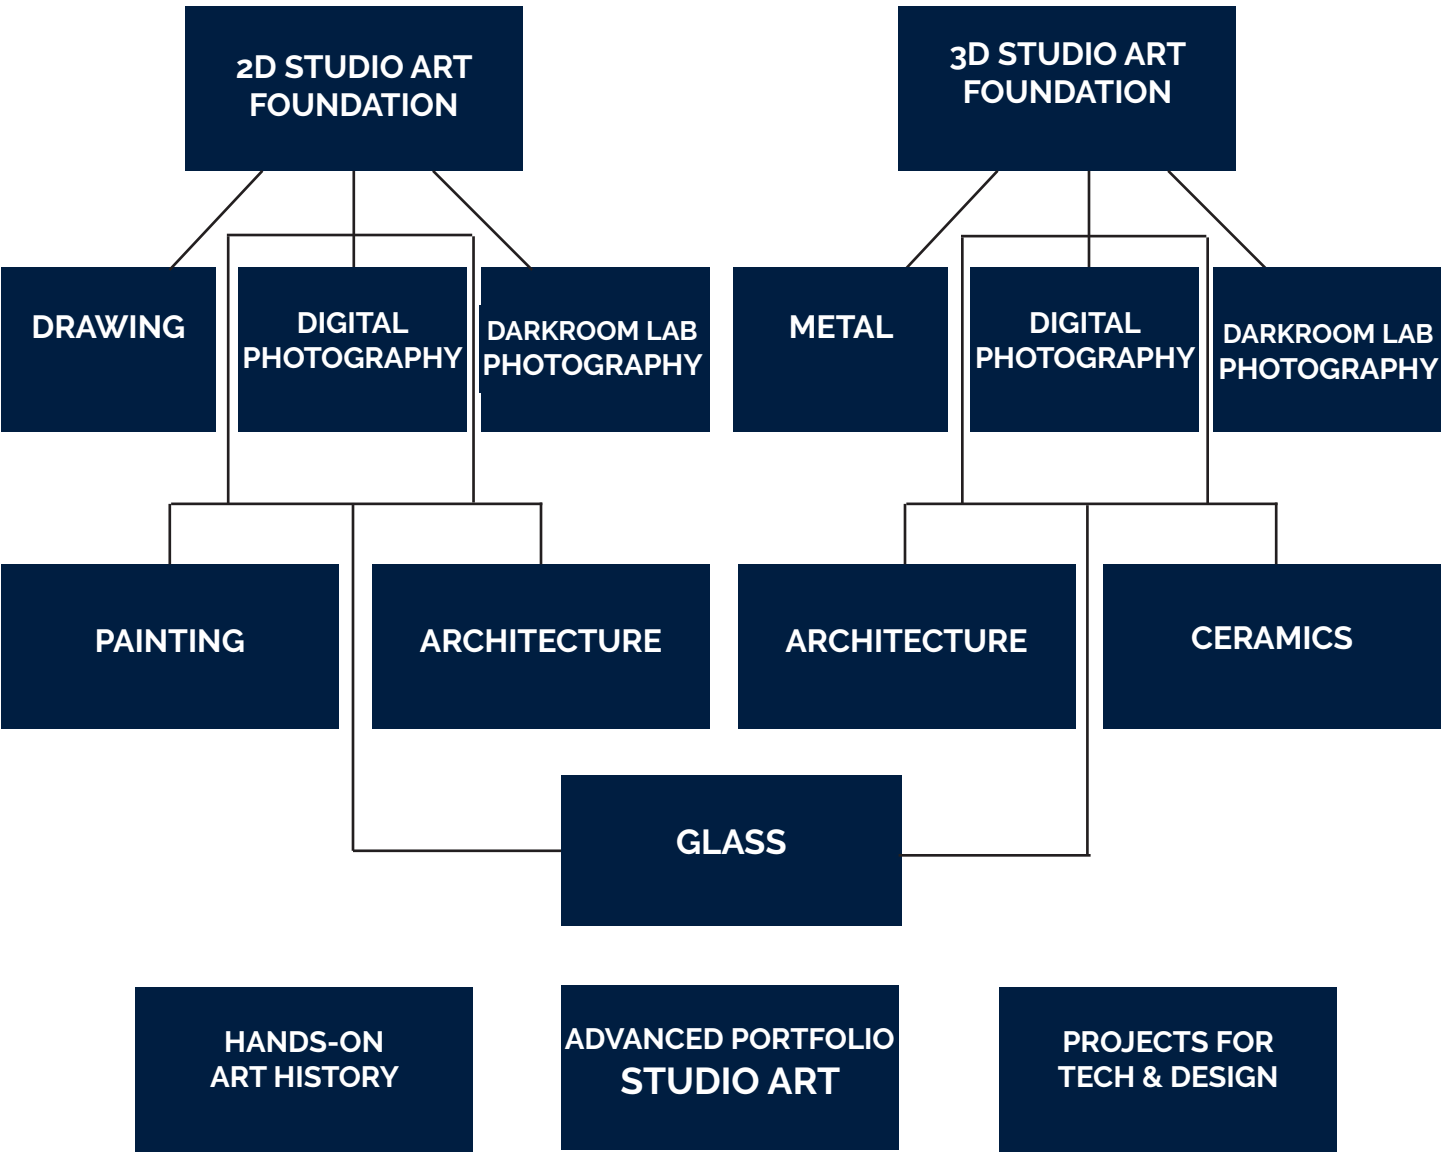 2D STUDIO ART
FOUNDATION
3D STUDIO ART
FOUNDATION
DRAWING
DIGITAL
PHOTOGRAPHY
DARKROOM LAB
PHOTOGRAPHY
METAL
DIGITAL
PHOTOGRAPHY
DARKROOM LAB
PHOTOGRAPHY
PAINTING
ARCHITECTURE
ARCHITECTURE
CERAMICS
GLASS
HANDS-ON
ART HISTORY
ADVANCED PORTFOLIO
STUDIO ART
PROJECTS FOR
TECH & DESIGN